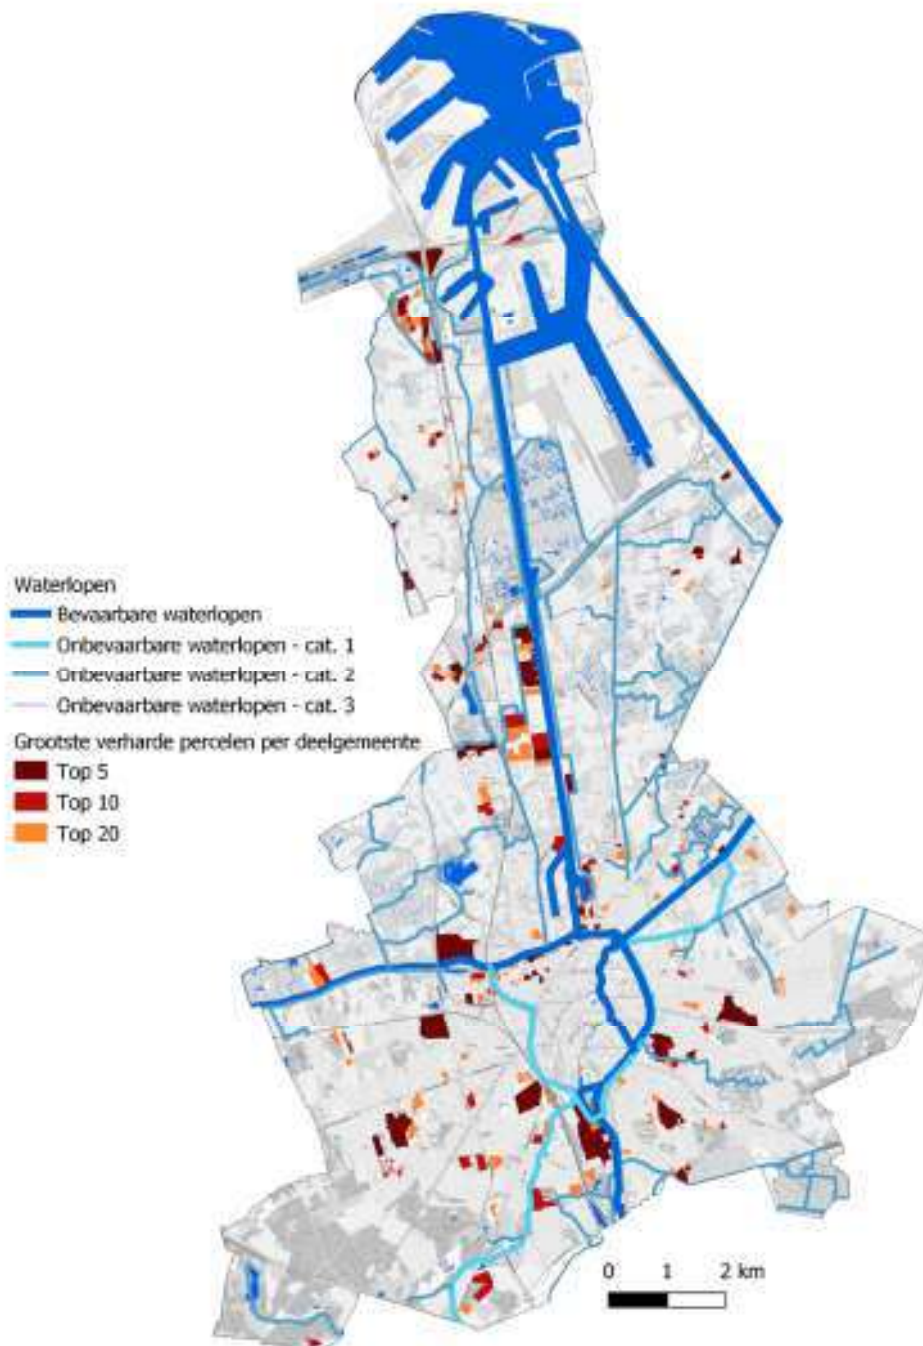 Waterlopen
Bevaarbare waterlopen
Onbevaarbare waterlopen - cat. 1
Onbevaarbare waterlopen - cat. 2
Onbevaarbare waterlopen - cat. 3
Grootste verharde percelen per deelgemeente
Top 5
Top 10
Top 20
0 1 2 km